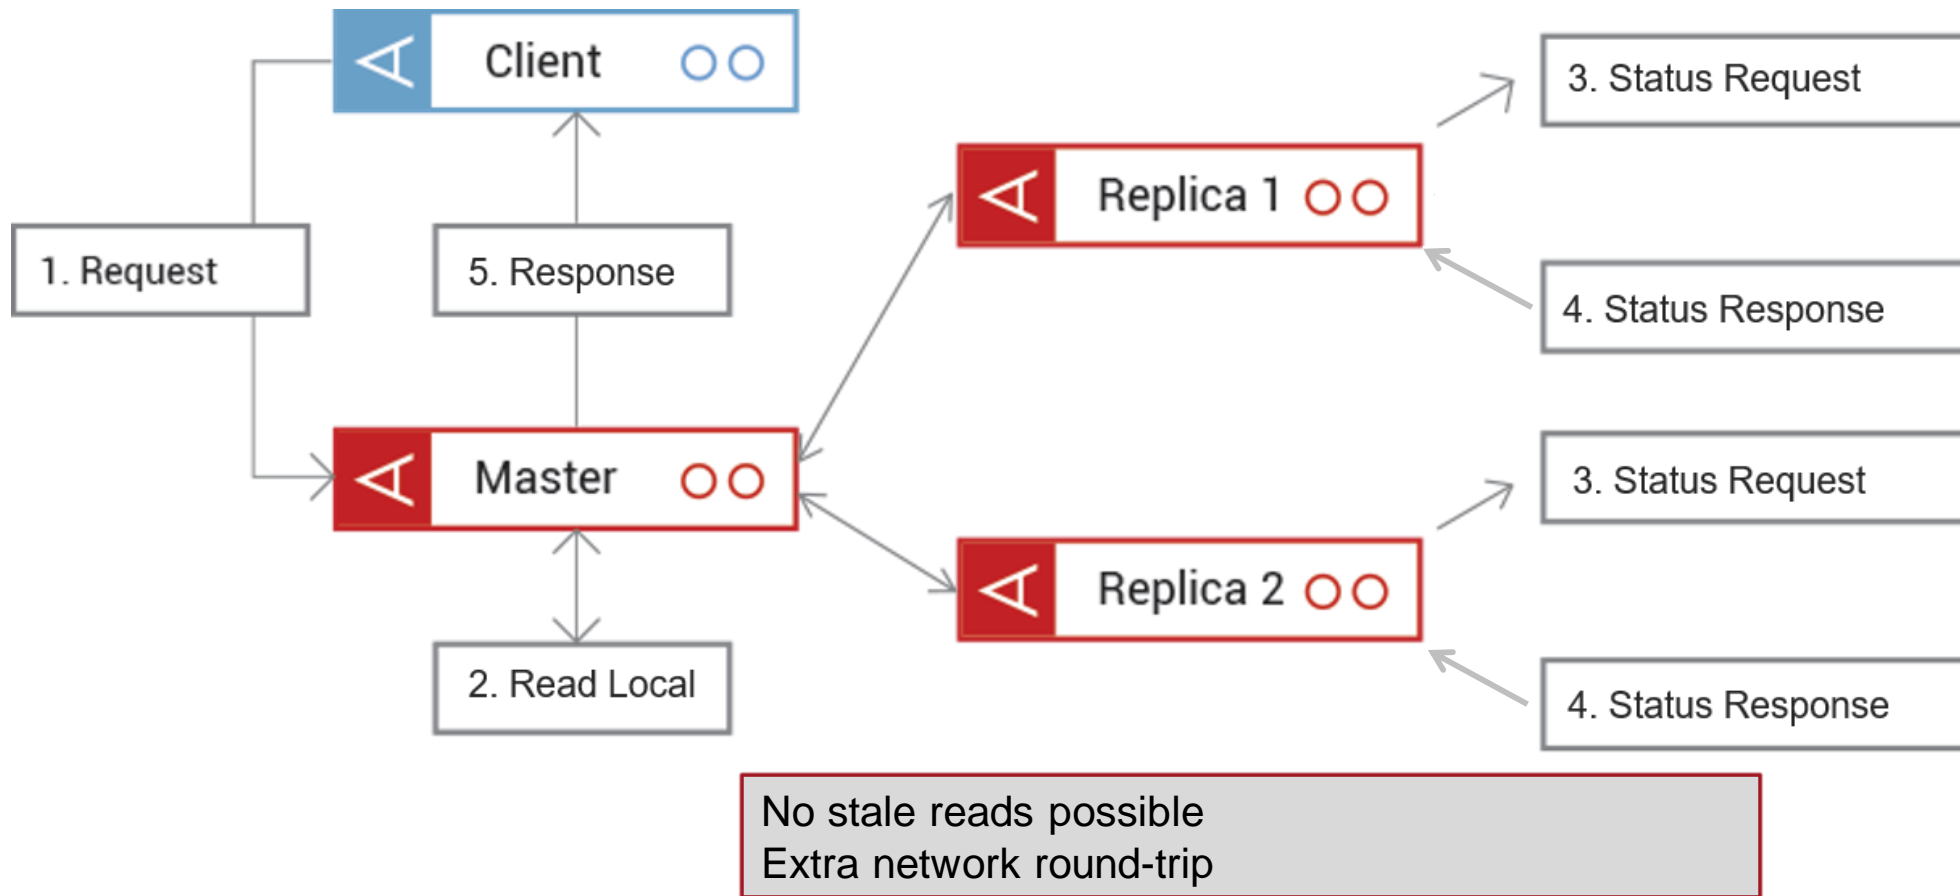 Client
3. Status Request
Replica 1
1. Request
5. Response
4. Status Response
Master
3. Status Request
Replica 2
2. Read Local
4. Status Response
No stale reads possible
Extra network round-trip